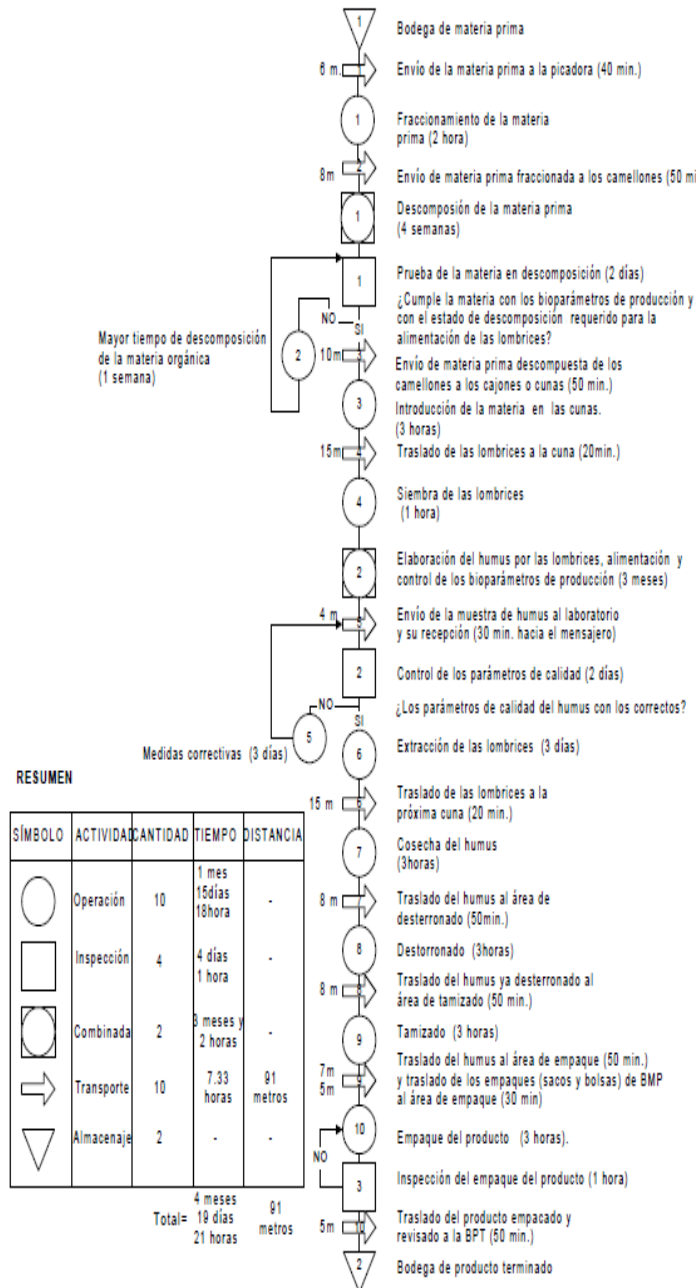 1
Bodega de materia prima
6 m.
1
Envío de la materia prima a la picadora (40 min.)
1
Fraccionamiento de la materia
prima (2 hora)
8m
2
Envío de materia prima fraccionada a los camellones (50 mi
1
Descomposión de la materia prima
(4 semanas)
1
Prueba de la materia en descomposición (2 días)
NO
SI
¿Cumple la materia con los bioparámetros de producción y
con el estado de descomposición requerido para la
alimentación de las lombrices?
Mayor tiempo de descomposición
de la materia orgánica
(1 semana)
2
10m
3
Envío de materia prima descompuesta de los
camellones a los cajones o cunas (50 min.)
3
Introducción de la materia en las cunas.
(3 horas)
15m
4
Traslado de las lombrices a la cuna (20min.)
4
Siembra de las lombrices
(1 hora)
2
Elaboración del humus por las lombrices, alimentación y
control de los bioparámetros de producción (3 meses)
4 m
5
Envío de la muestra de humus al laboratorio
y su recepción (30 min. hacia el mensajero)
2
Control de los parámetros de calidad (2 días)
NO
SI
¿Los parámetros de calidad del humus con los correctos?
Medidas correctivas (3 días)
5
6
Extracción de las lombrices (3 días)
15 m
6
Traslado de las lombrices a la
próxima cuna (20 min.)
7
Cosecha del humus
(3horas)
8 m
7
Traslado del humus al área de
desterronado (50min.)
8
Destorronado (3horas)
8 m
8
Traslado del humus ya desterronado al
área de tamizado (50 min.)
9
Tamizado (3 horas)
7m
5m
9
Traslado del humus al área de empaque (50 min.)
y traslado de los empaques (sacos y bolsas) de BMP
al área de empaque (30 min)
10
Empaque del producto (3 horas).
NO
3
Inspección del empaque del producto (1 hora)
5m
10
Traslado del producto empacado y
revisado a la BPT (50 min.)
2
Bodega de producto terminado
RESUMEN
SÍMBOLO ACTIVIDAD CANTIDAD TIEMPO DISTANCIA
Operación 10 1 mes 15días 18hora -
Inspección 4 4 días 1 hora -
Combinada 2 3 meses y 2 horas -
Transporte 10 7.33 horas 91 metros
Almacenaje 2 - -
Total= 4 meses 19 días 21 horas 91 metros